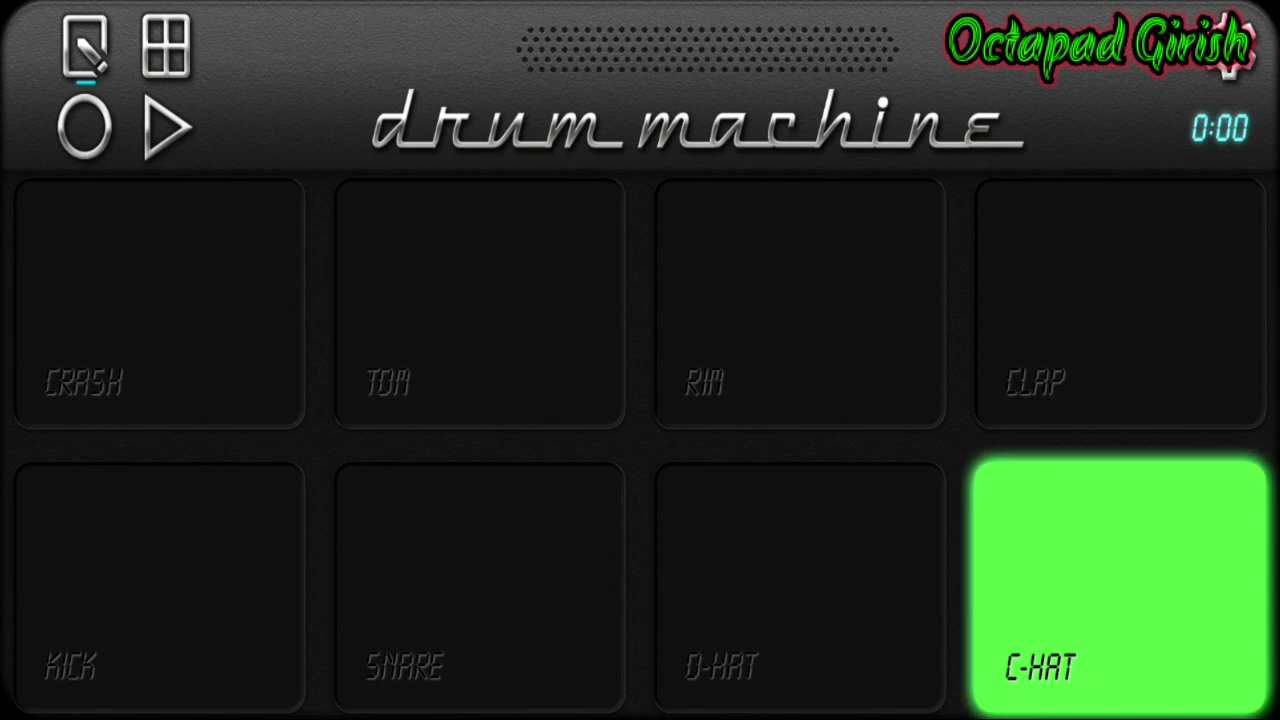 Octapad Girish
drum machine
0:00
CRASH
TOM
RIM
CLAP
KICK
SNARE
O-HAT
C-HAT